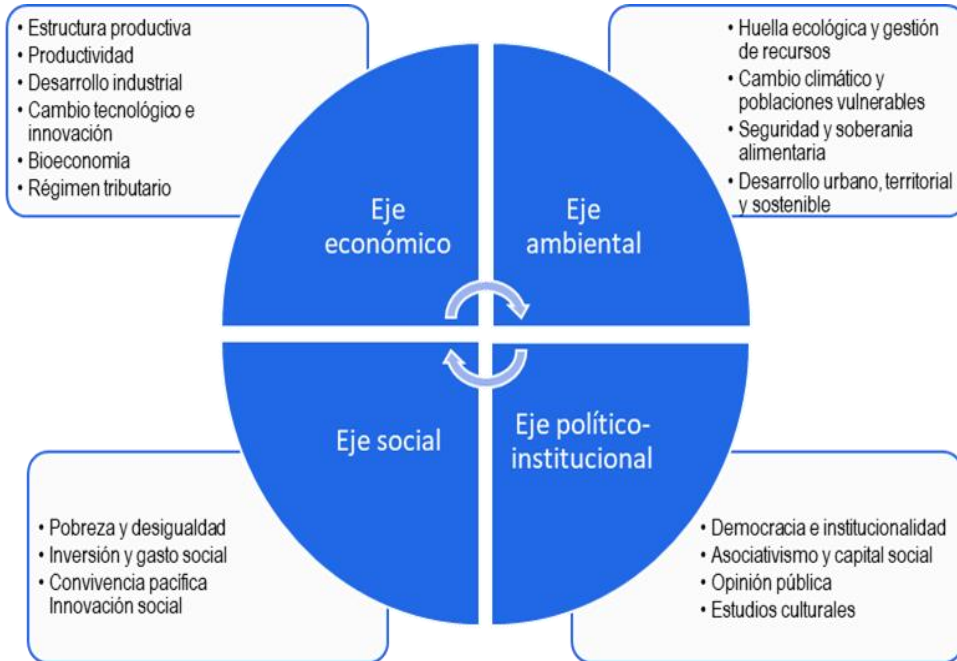 • Estructura productiva
• Productividad
• Desarrollo industrial
• Cambio tecnológico e
innovación
• Bioeconomia
• Régimen tributario
• Huella ecológica y gestión
de recursos
• Cambio climático y
poblaciones vulnerables
• Seguridad y soberania
alimentaria
• Desarrollo urbano, territorial
y sostenible
Eje
económico
Eje
ambiental
Eje social
Eje político-
institucional
• Pobreza y desigualdad
• Inversión y gasto social
• Convivencia pacifica
Innovación social
• Democracia e institucionalidad
• Asociativismo y capital social
• Opinión pública
• Estudios culturales